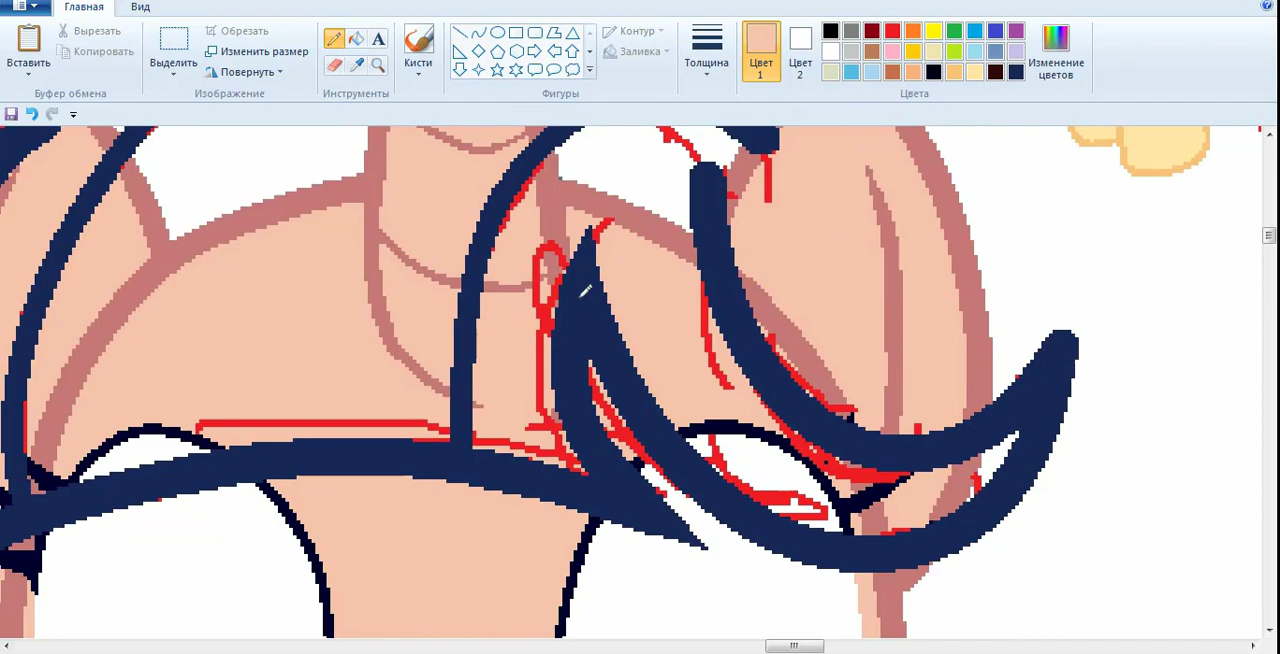 Главная Вид
Вырезать
Копировать
Вставить
Буфер обмена
Выделить
Обрезать
Изменить размер
Повернуть
Изображение
A
Инструменты
Кисти
Контур
Заливка
Фигуры
Толщина
Цвет 1
Цвет 2
Изменение цветов
Цвета